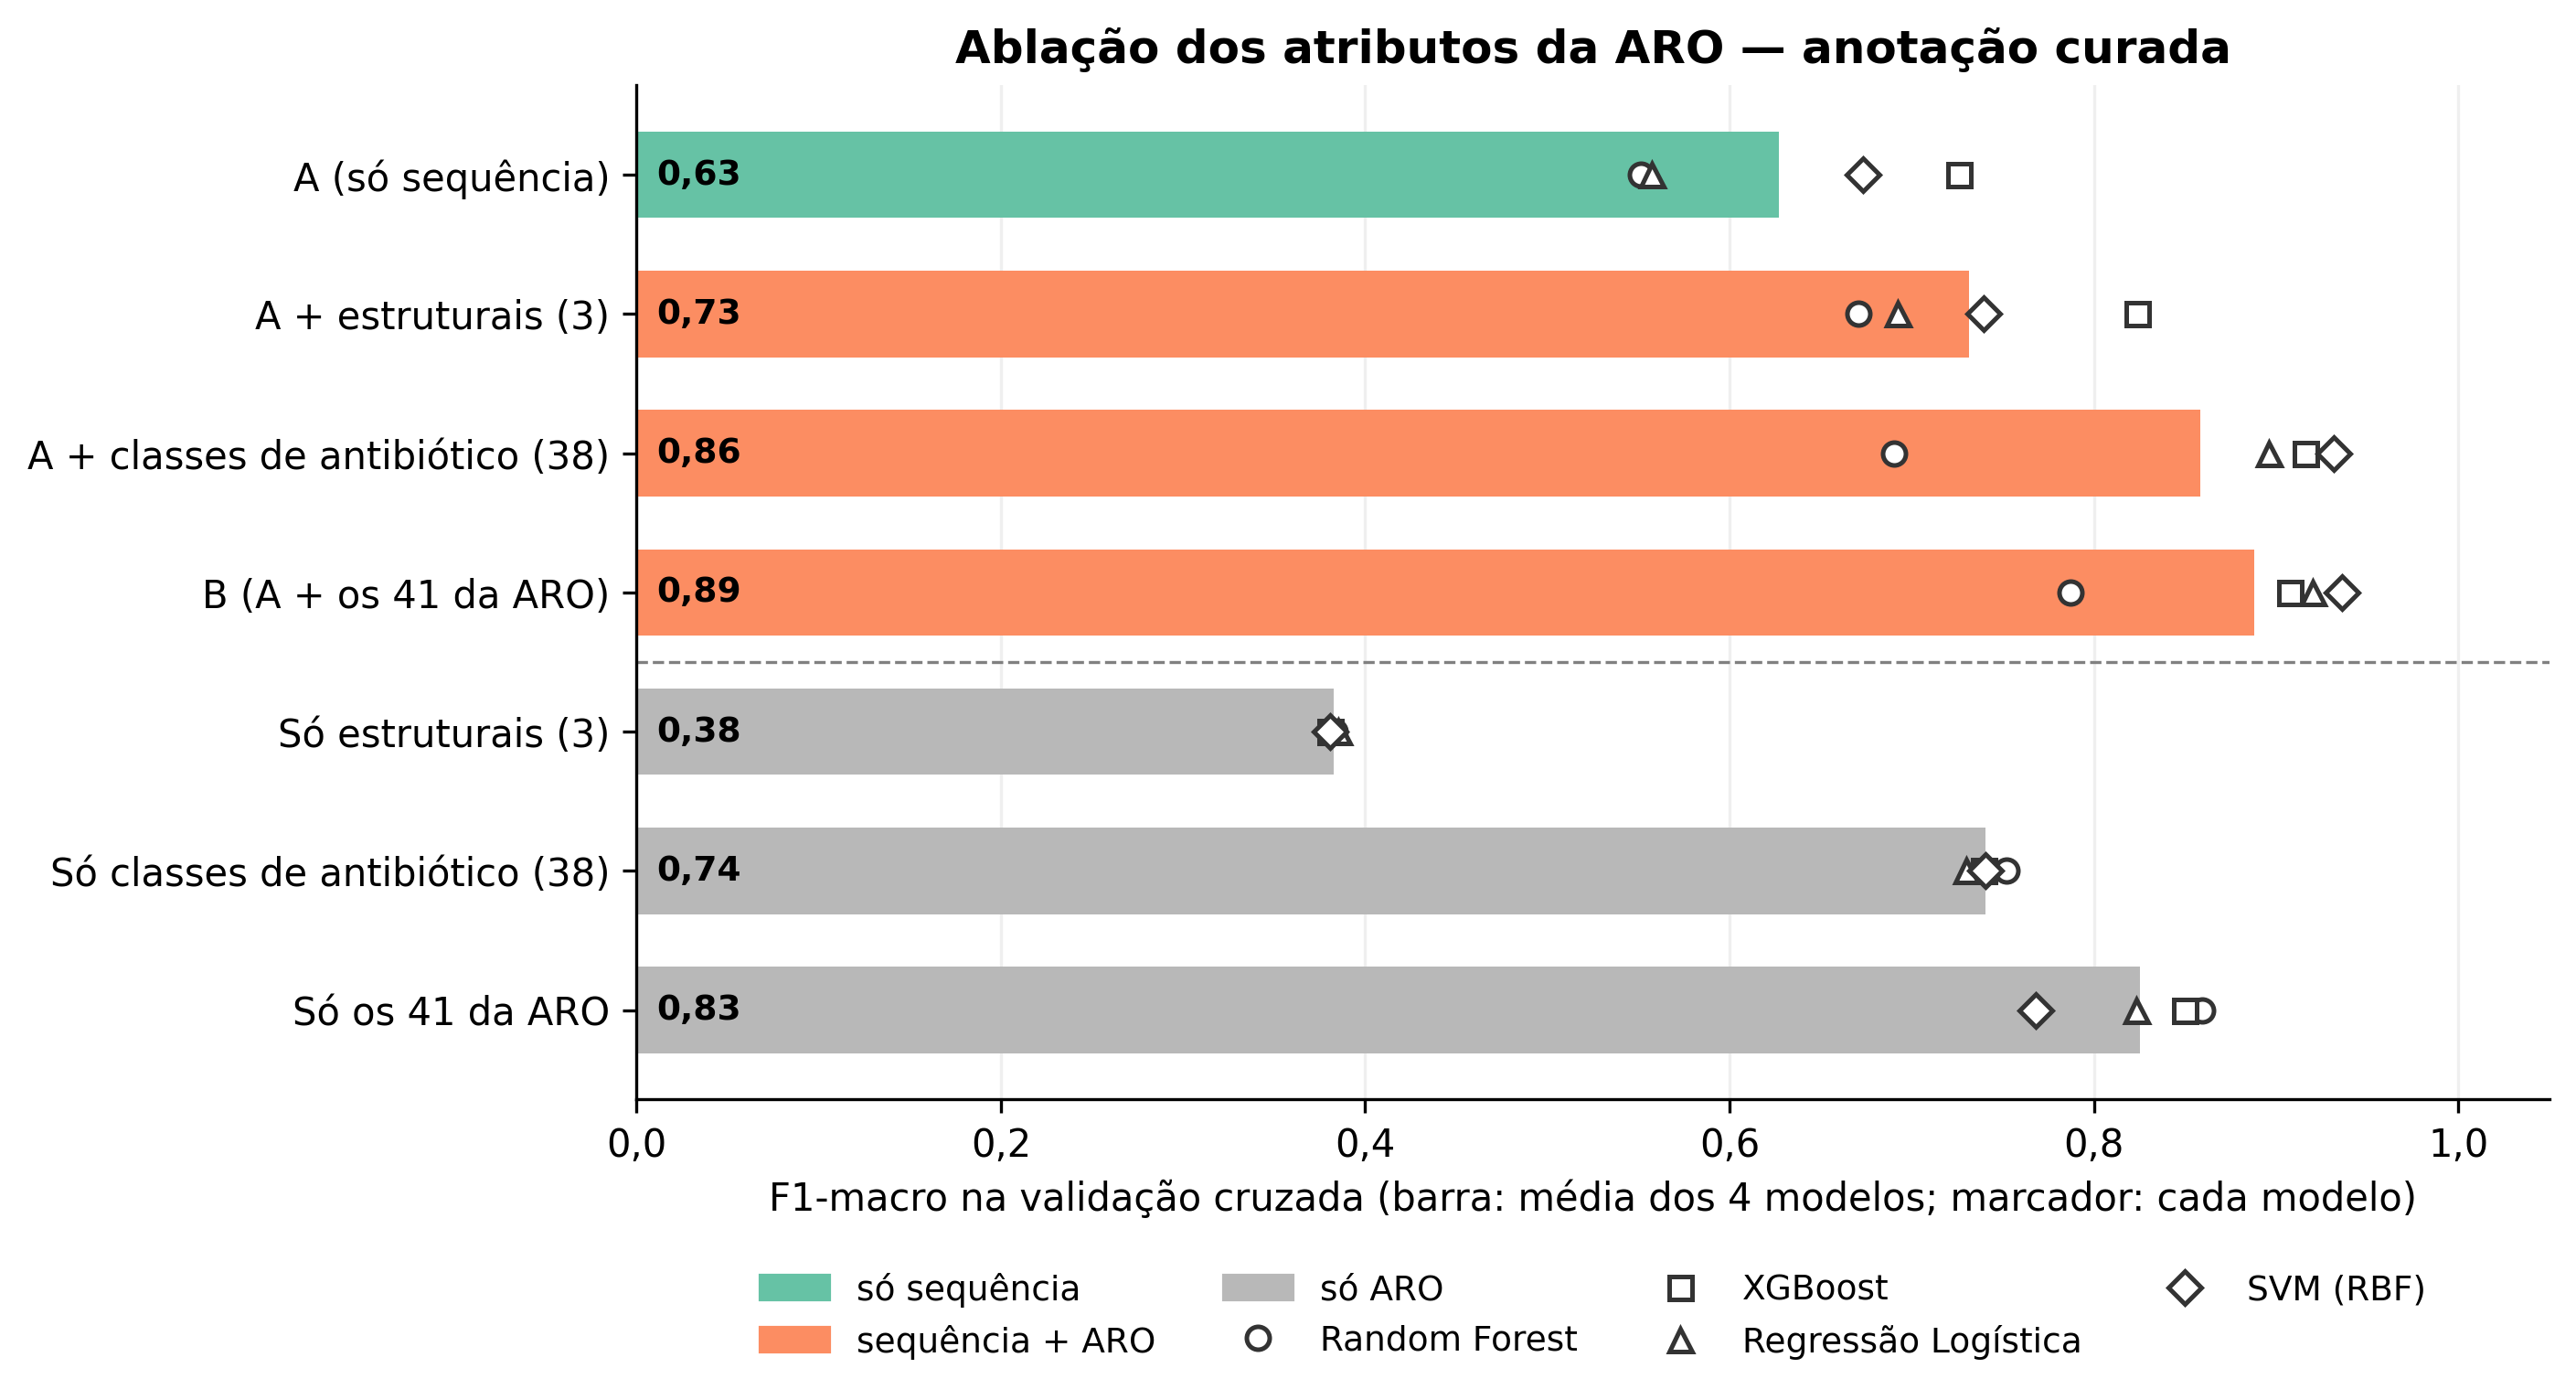 Ablação dos atributos da ARO — anotação curada
A (só sequência)
0,63
A + estruturais (3)
0,73
A + classes de antibiótico (38)
0,86
B (A + os 41 da ARO)
0,89
Só estruturais (3)
0,38
Só classes de antibiótico (38)
0,74
Só os 41 da ARO
0,83
0,0 0,2 0,4 0,6 0,8 1,0
F1-macro na validação cruzada (barra: média dos 4 modelos; marcador: cada modelo)
só sequência só ARO XGBoost SVM (RBF)
sequência + ARO Random Forest Regressão Logística